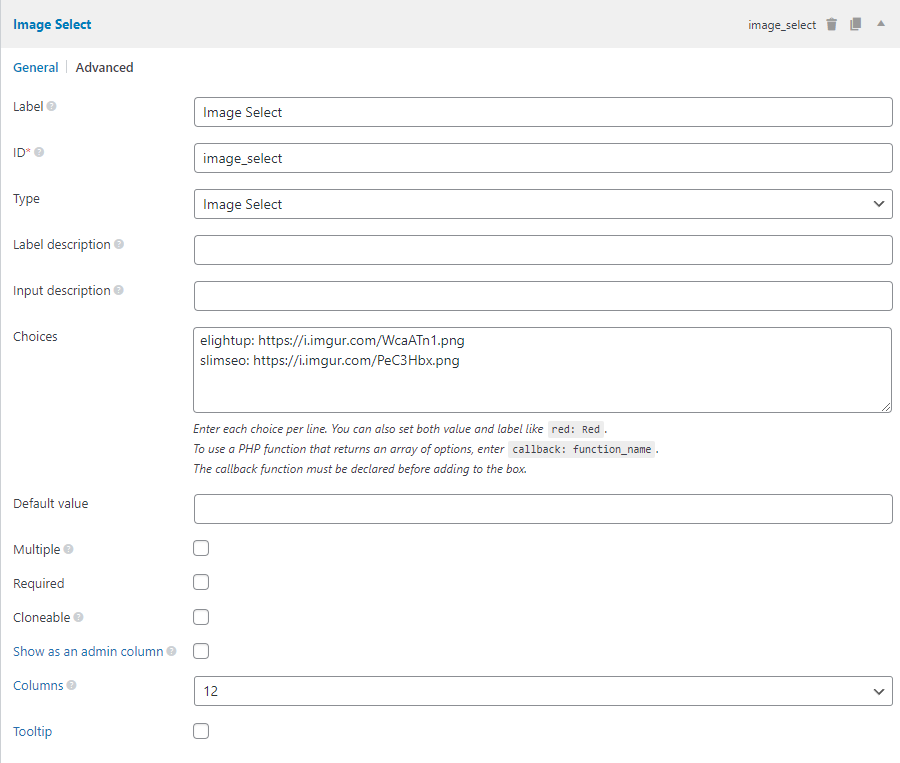 Image Select image_select
General Advanced
Label
Image Select
ID*
image_select
Type
Image Select
Label description
Input description
Choices
elightup: https://i.imgur.com/WcaATn1.png
slimseo: https://i.imgur.com/PeC3Hbx.png
Enter each choice per line. You can also set both value and label like red: Red.
To use a PHP function that returns an array of options, enter callback: function_name.
The callback function must be declared before adding to the box.
Default value
Multiple
Required
Cloneable
Show as an admin column
Columns
12
Tooltip